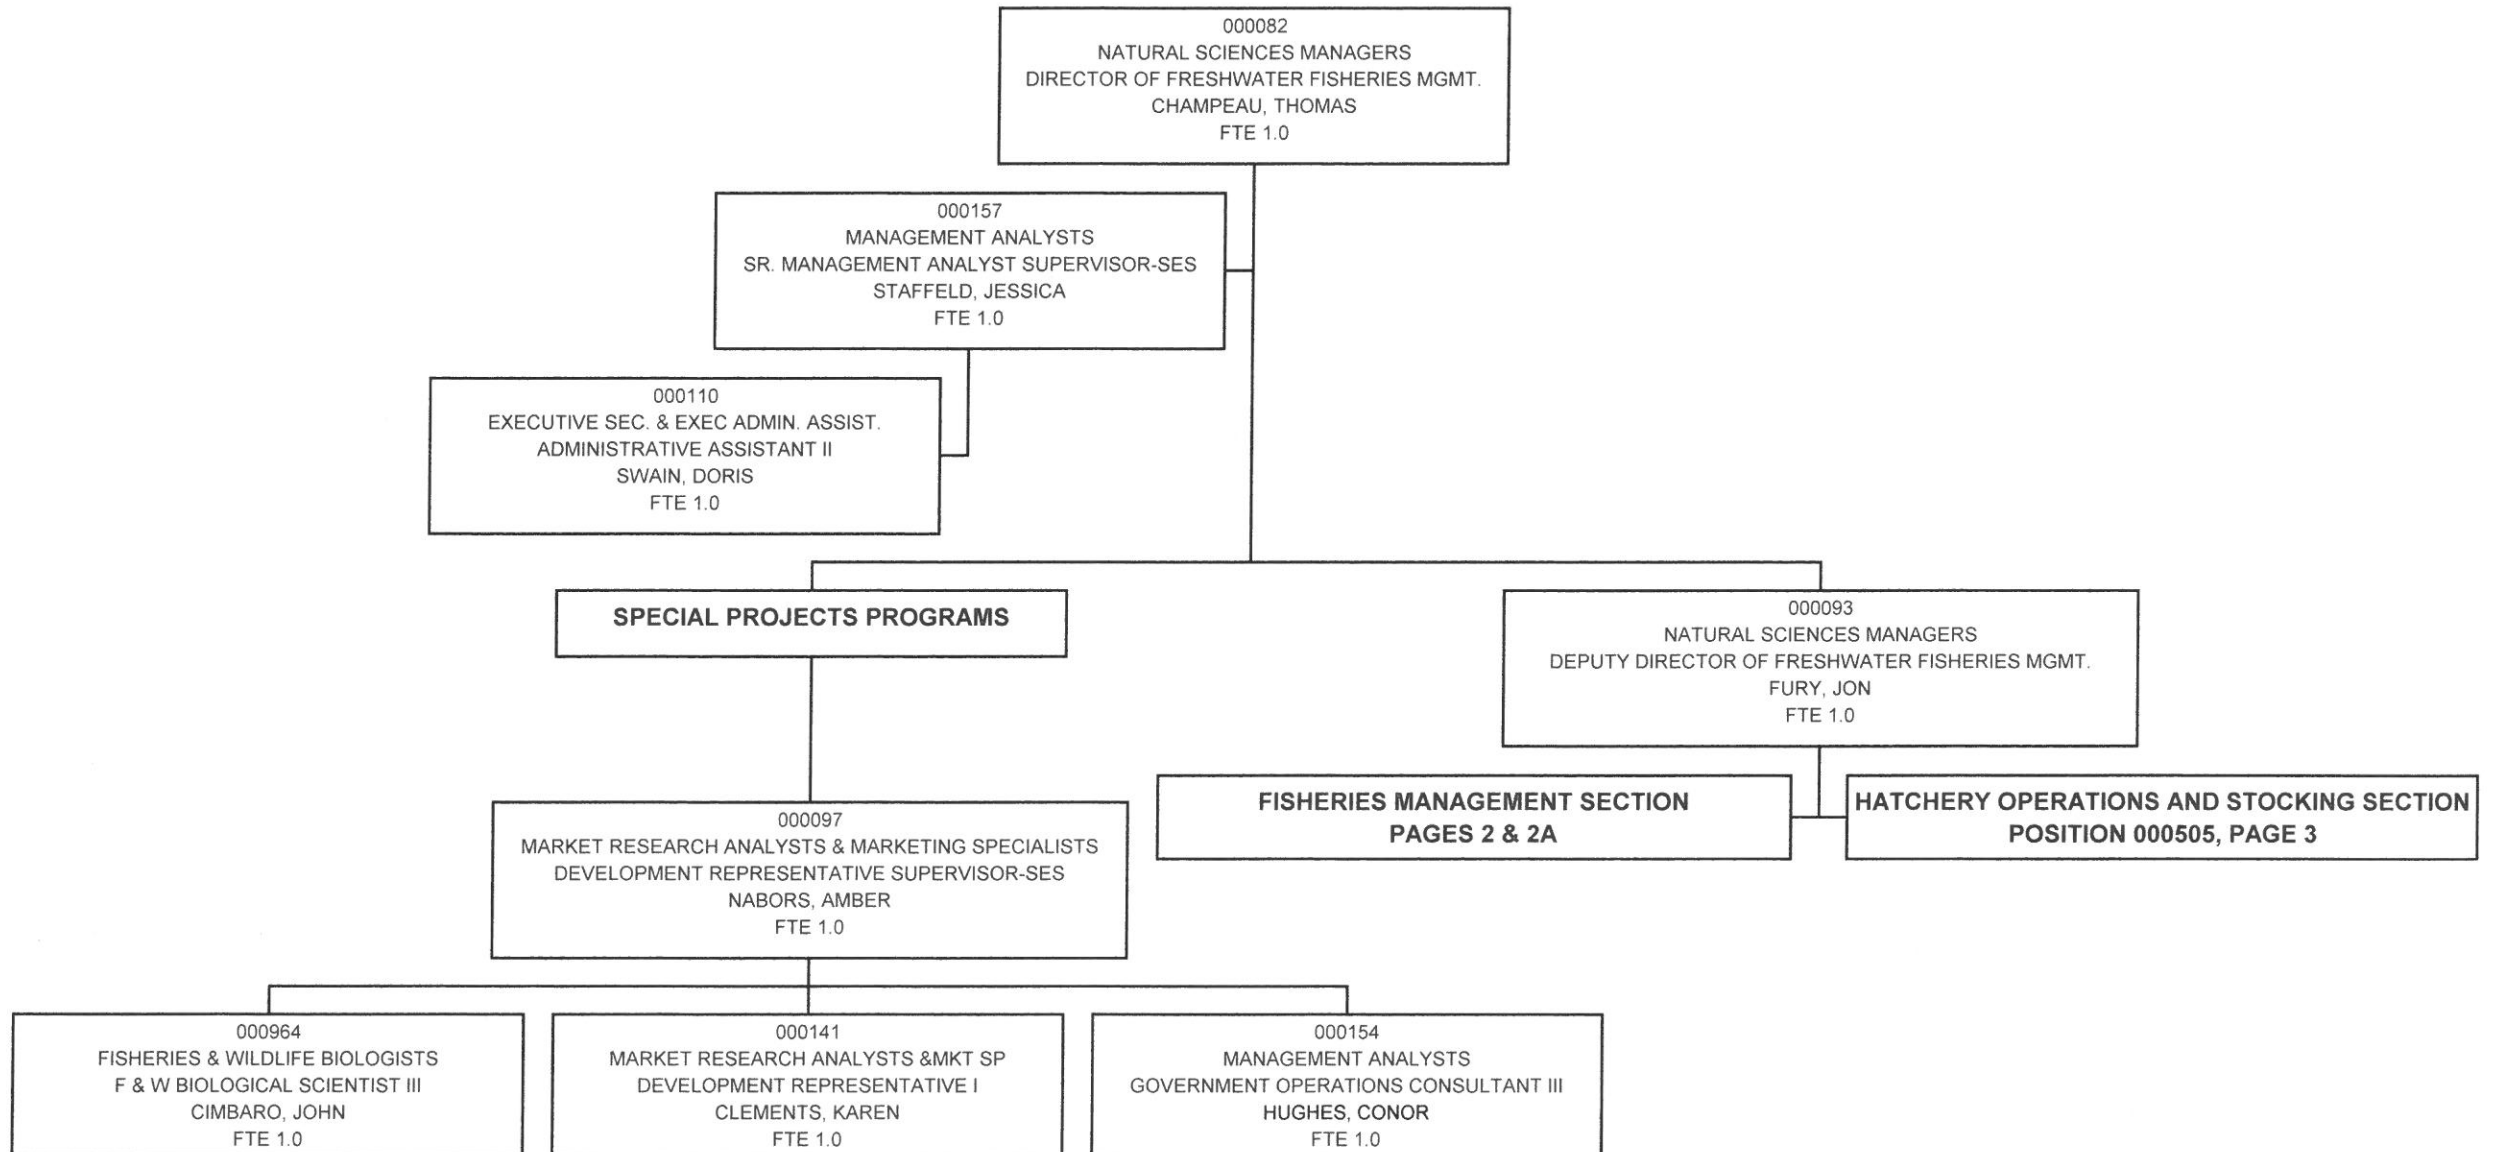 000082
NATURAL SCIENCES MANAGERS
DIRECTOR OF FRESHWATER FISHERIES MGMT.
CHAMPEAU, THOMAS
FTE 1.0
000157
MANAGEMENT ANALYSTS
SR. MANAGEMENT ANALYST SUPERVISOR-SES
STAFFELD, JESSICA
FTE 1.0
000110
EXECUTIVE SEC. & EXEC ADMIN. ASSIST.
ADMINISTRATIVE ASSISTANT II
SWAIN, DORIS
FTE 1.0
SPECIAL PROJECTS PROGRAMS
000093
NATURAL SCIENCES MANAGERS
DEPUTY DIRECTOR OF FRESHWATER FISHERIES MGMT.
FURY, JON
FTE 1.0
FISHERIES MANAGEMENT SECTION
PAGES 2 & 2A
HATCHERY OPERATIONS AND STOCKING SECTION
POSITION 000505, PAGE 3
000097
MARKET RESEARCH ANALYSTS & MARKETING SPECIALISTS
DEVELOPMENT REPRESENTATIVE SUPERVISOR-SES
NABORS, AMBER
FTE 1.0
000964
FISHERIES & WILDLIFE BIOLOGISTS
F & W BIOLOGICAL SCIENTIST III
CIMBARO, JOHN
FTE 1.0
000141
MARKET RESEARCH ANALYSTS &MKT SP
DEVELOPMENT REPRESENTATIVE I
CLEMENTS, KAREN
FTE 1.0
000154
MANAGEMENT ANALYSTS
GOVERNMENT OPERATIONS CONSULTANT III
HUGHES, CONOR
FTE 1.0